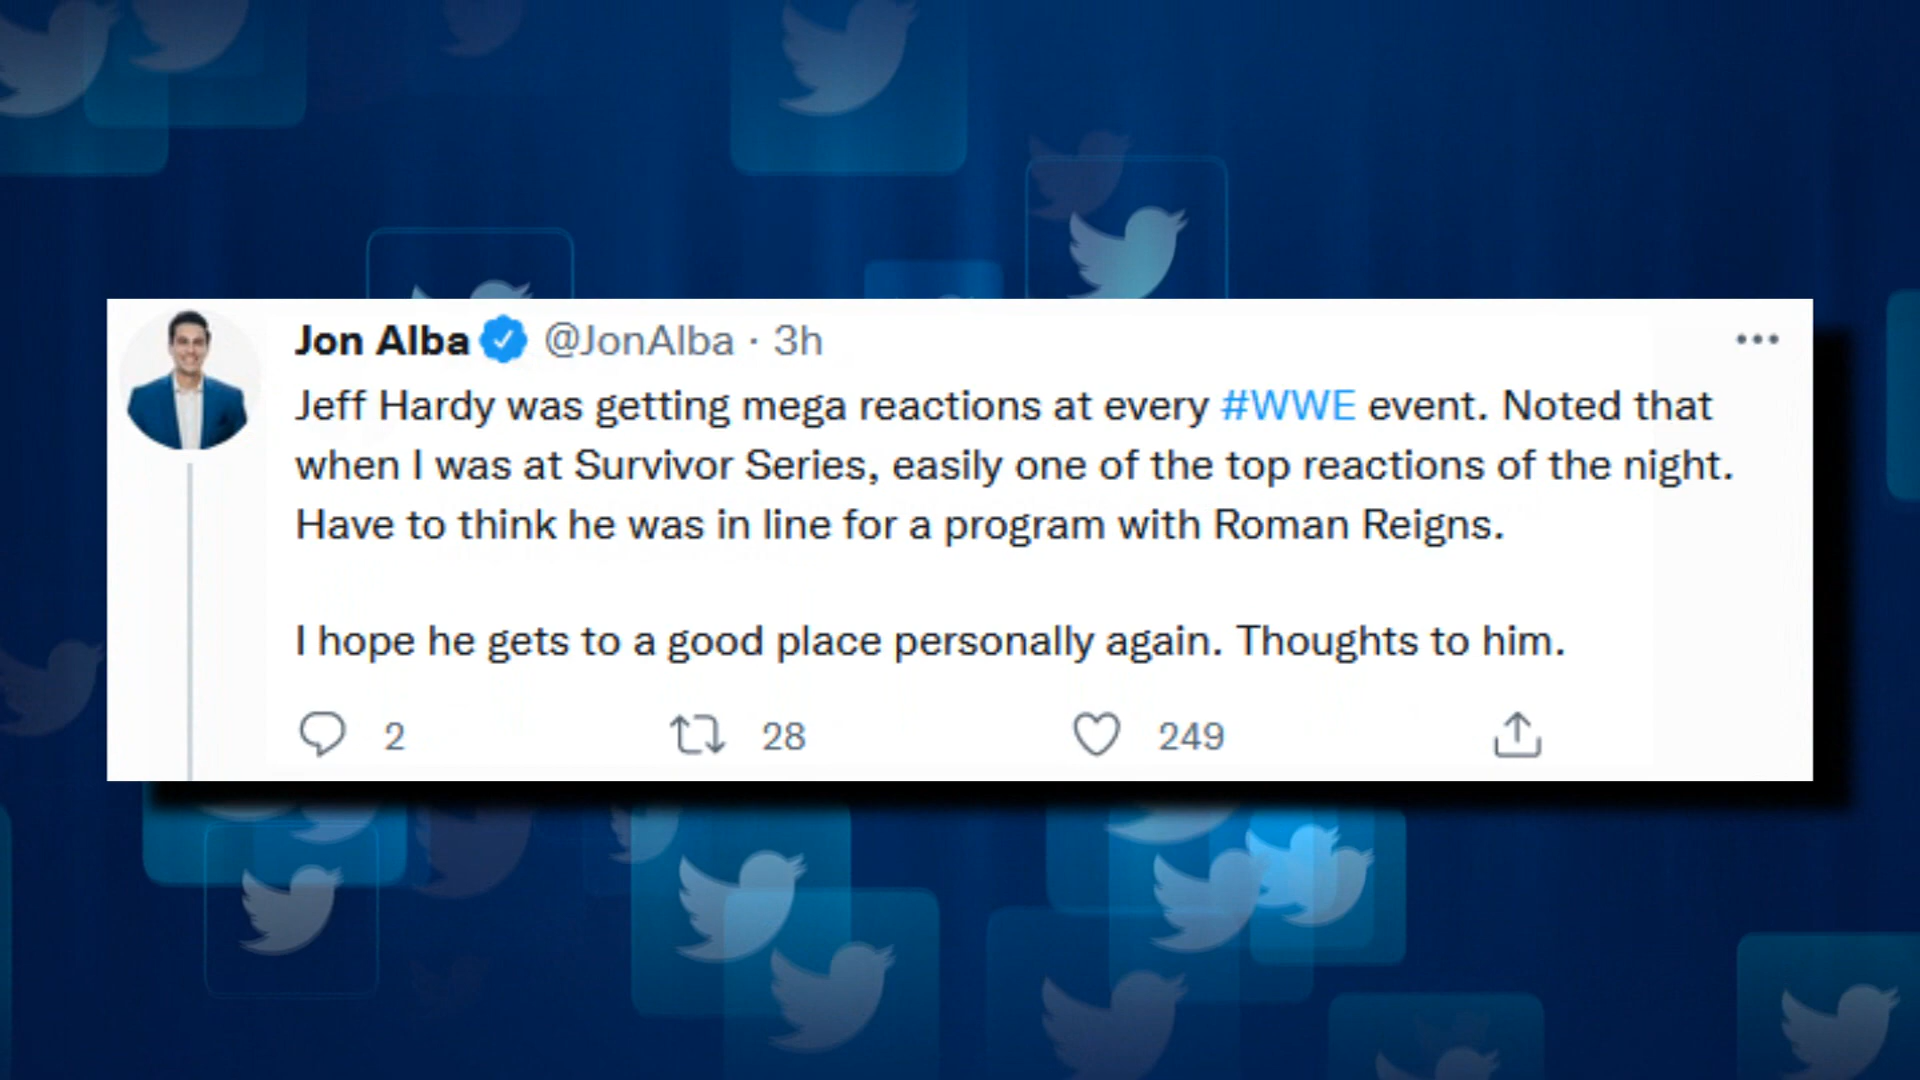 Jon Alba @JonAlba · 3h
Jeff Hardy was getting mega reactions at every #WWE event. Noted that
when I was at Survivor Series, easily one of the top reactions of the night.
Have to think he was in line for a program with Roman Reigns.
I hope he gets to a good place personally again. Thoughts to him.
2 28 249